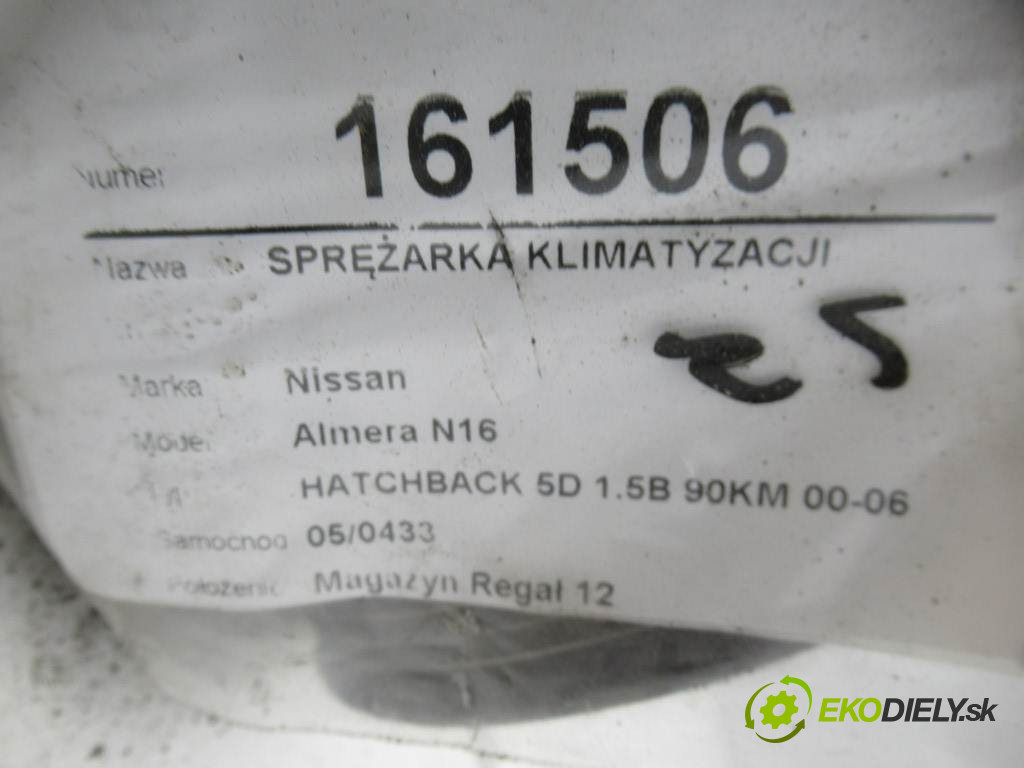 Numer 161506
Nazwa SPRĘŻARKA KLIMATYZACJI
Marka Nissan
Model Almera N16
HATCHBACK 5D 1.5B 90KM 00-06
Samochód 05/0433
Położenie Magazyn Regał 12
EKODIELY.sk